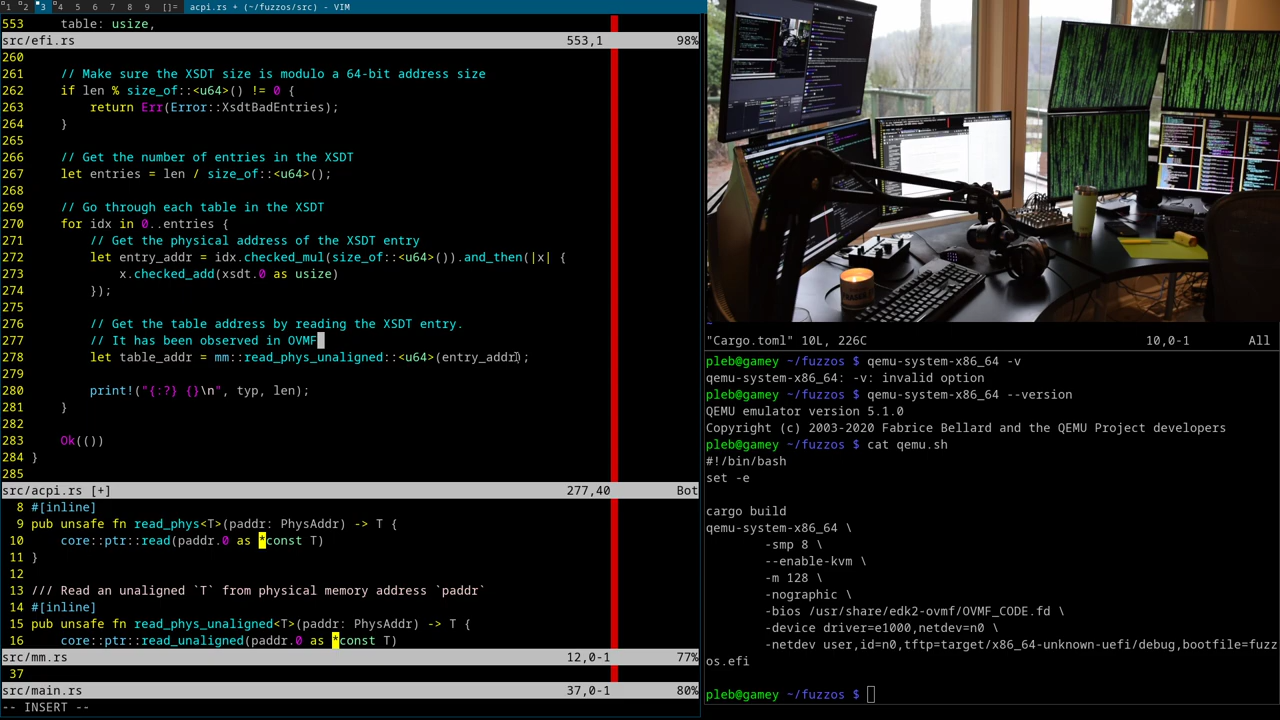 1 2 3 4 5 6 7 8 9 []= acpi.rs + (~/fuzzos/src) - VIM
553     table: usize,
src/efi.rs 553,1 98%
260
261     // Make sure the XSDT size is modulo a 64-bit address size
262     if len % size_of::<u64>() != 0 {
263         return Err(Error::XsdtBadEntries);
264     }
265
266     // Get the number of entries in the XSDT
267     let entries = len / size_of::<u64>();
268
269     // Go through each table in the XSDT
270     for idx in 0..entries {
271         // Get the physical address of the XSDT entry
272         let entry_addr = idx.checked_mul(size_of::<u64>()).and_then(|x| {
273             x.checked_add(xsdt.0 as usize)
274         });
275
276         // Get the table address by reading the XSDT entry.
277         // It has been observed in OVMF
278         let table_addr = mm::read_phys_unaligned::<u64>(entry_addr);
279
280         print!("{:?} {}\n", typ, len);
281     }
282
283     Ok(())
284 }
285
src/acpi.rs [+] 277,40 Bot
8 #[inline]
9 pub unsafe fn read_phys<T>(paddr: PhysAddr) -> T {
10     core::ptr::read(paddr.0 as *const T)
11 }
12
13 /// Read an unaligned `T` from physical memory address `paddr`
14 #[inline]
15 pub unsafe fn read_phys_unaligned<T>(paddr: PhysAddr) -> T {
16     core::ptr::read_unaligned(paddr.0 as *const T)
src/mm.rs 12,0-1 77%
37
src/main.rs 37,0-1 80%
-- INSERT --
"Cargo.toml" 10L, 226C 10,0-1 All
pleb@gamey ~/fuzzos $ qemu-system-x86_64 -v
qemu-system-x86_64: -v: invalid option
pleb@gamey ~/fuzzos $ qemu-system-x86_64 --version
QEMU emulator version 5.1.0
Copyright (c) 2003-2020 Fabrice Bellard and the QEMU Project developers
pleb@gamey ~/fuzzos $ cat qemu.sh
#!/bin/bash
set -e

cargo build
qemu-system-x86_64 \
        -smp 8 \
        --enable-kvm \
        -m 128 \
        -nographic \
        -bios /usr/share/edk2-ovmf/OVMF_CODE.fd \
        -device driver=e1000,netdev=n0 \
        -netdev user,id=n0,tftp=target/x86_64-unknown-uefi/debug,bootfile=fuzz
os.efi

pleb@gamey ~/fuzzos $